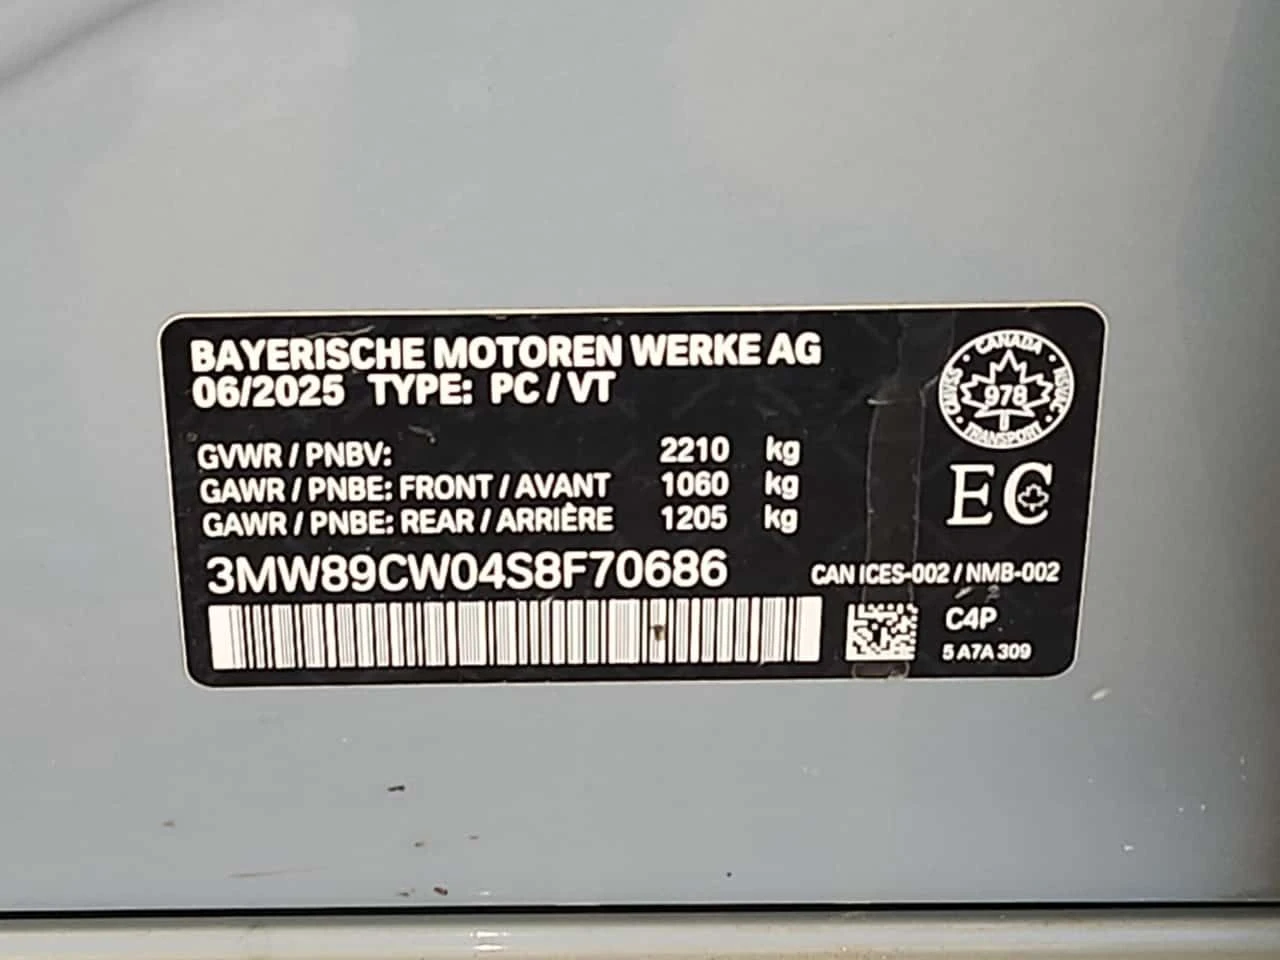 BAYERISCHE MOTOREN WERKE AG
06/2025 TYPE: PC / VT
GVWR / PNBV: 2210 kg
GAWR / PNBE: FRONT / AVANT 1060 kg
GAWR / PNBE: REAR / ARRIÈRE 1205 kg
3MW89CW04S8F70686
CANADA
CMVSS
978
NSVAC
TRANSPORT
EC
CAN ICES-002 / NMB-002
C4P
5 A7A 309